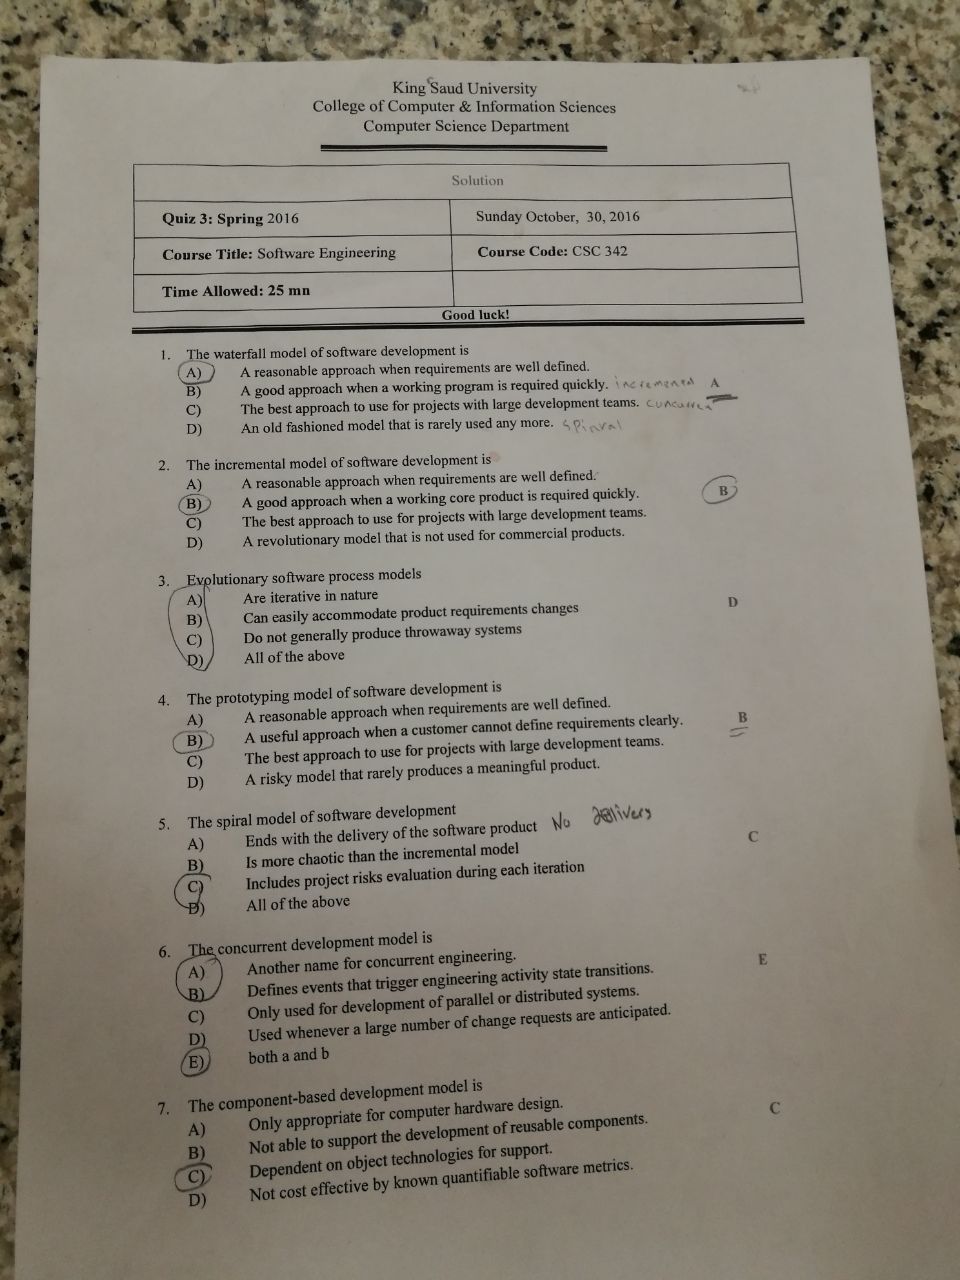 King Saud University
College of Computer & Information Sciences
Computer Science Department
Solution
Quiz 3: Spring 2016
Sunday October, 30, 2016
Course Title: Software Engineering
Course Code: CSC 342
Time Allowed: 25 mn
Good luck!
1. The waterfall model of software development is
A) A reasonable approach when requirements are well defined.
B) A good approach when a working program is required quickly. incremental A
C) The best approach to use for projects with large development teams.
D) An old fashioned model that is rarely used any more.
2. The incremental model of software development is
A) A reasonable approach when requirements are well defined.
B) A good approach when a working core product is required quickly. B
C) The best approach to use for projects with large development teams.
D) A revolutionary model that is not used for commercial products.
3. Evolutionary software process models
A) Are iterative in nature
B) Can easily accommodate product requirements changes D
C) Do not generally produce throwaway systems
D) All of the above
4. The prototyping model of software development is
A) A reasonable approach when requirements are well defined.
B) A useful approach when a customer cannot define requirements clearly. B
C) The best approach to use for projects with large development teams.
D) A risky model that rarely produces a meaningful product.
5. The spiral model of software development
A) Ends with the delivery of the software product No delivery
B) Is more chaotic than the incremental model C
C) Includes project risks evaluation during each iteration
D) All of the above
6. The concurrent development model is
A) Another name for concurrent engineering. E
B) Defines events that trigger engineering activity state transitions.
C) Only used for development of parallel or distributed systems.
D) Used whenever a large number of change requests are anticipated.
E) both a and b
7. The component-based development model is
A) Only appropriate for computer hardware design. C
B) Not able to support the development of reusable components.
C) Dependent on object technologies for support.
D) Not cost effective by known quantifiable software metrics.